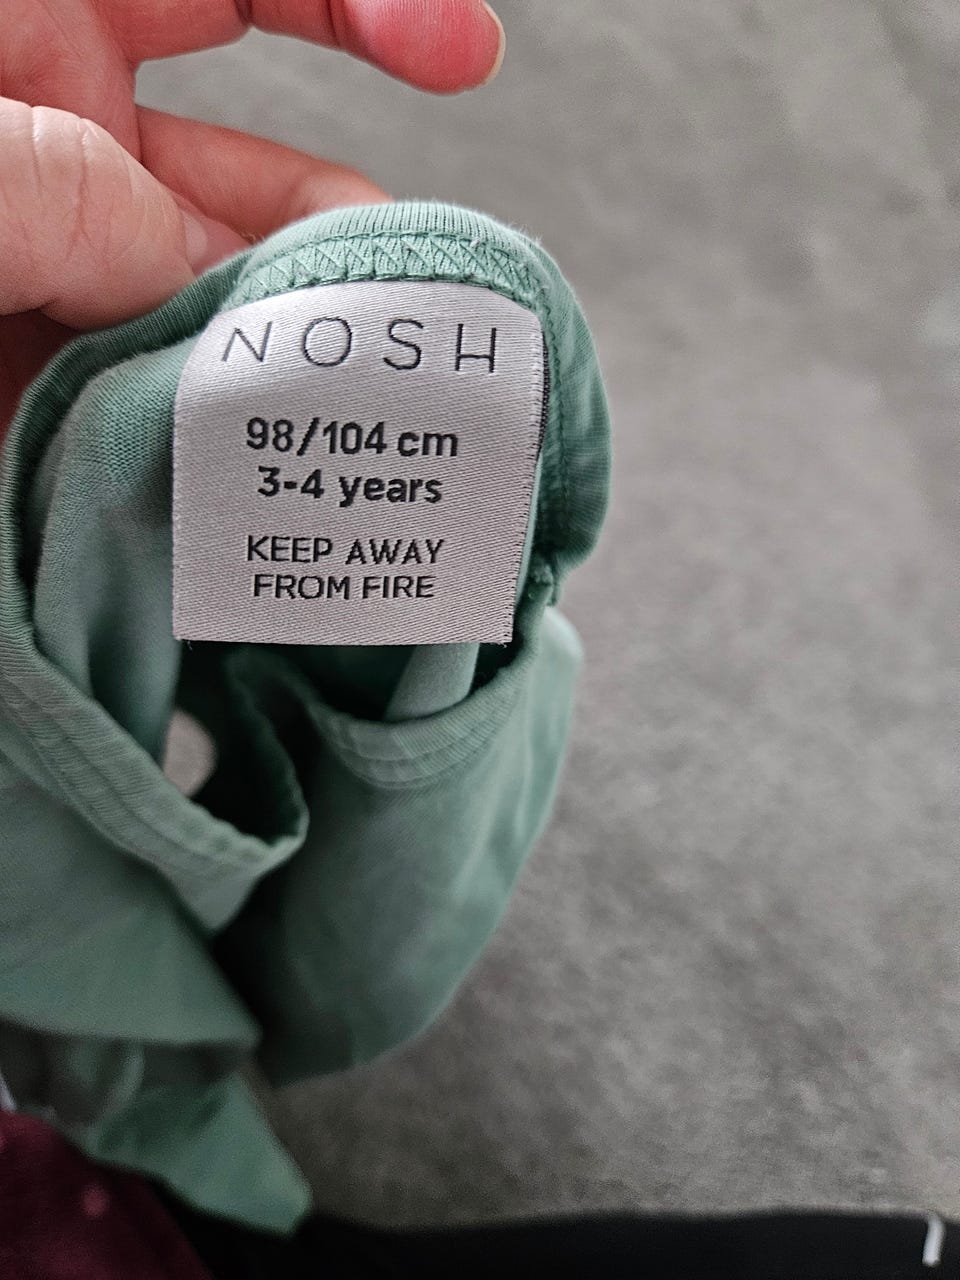 NOSH
98/104 cm
3-4 years
KEEP AWAY
FROM FIRE